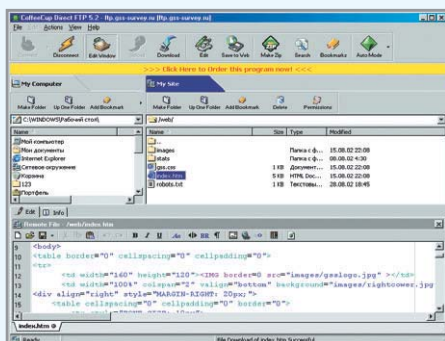 CoffeeCup Direct FTP 5.2 - ftp.gss-survey.ru [ftp.gss-survey.ru]
File Actions View Help
Disconnect Edit Window Download Edit Save to Web Make Zip Search Bookmarks Auto-Mode
>>> Click Here to Order this program now! <<<
My Computer My Site
Make Folder Up One Folder Add Bookmark Make Folder Up One Folder Add Bookmark Delete Permissions
C:\WINDOWS\Рабочий стол\ /web/
Name Name Size Type Modified
Мой компьютер ..
Мои документы images Папка с ф... 15.08.02 22:08
Internet Explorer stats Папка с ф... 08.08.02 4:30
Сетевое окружение gss.css 1 KB Документ... 15.08.02 22:08
Корзина index.htm 5 KB HTML Doc... 15.08.02 22:08
123 robots.txt 1 KB Текстовы... 28.08.02 18:45
Портфель
Edit Info
Remote File - /web/index.htm
9 <body>
10 <table border="0" cellspacing="0" cellpadding="0">
11 <tr>
12 <td width="160" height="120"><IMG border=0 src="images/gsslogo.jpg" ></td>
13 <td width="100%" colspan="2" valign="bottom" background="images/rightcower.jpg
14 <div align="right" style="MARGIN-RIGHT: 20px;">
15 <table cellspacing="0" cellpadding="0" border="0">
index.htm
Ready File Download of index.htm Successful